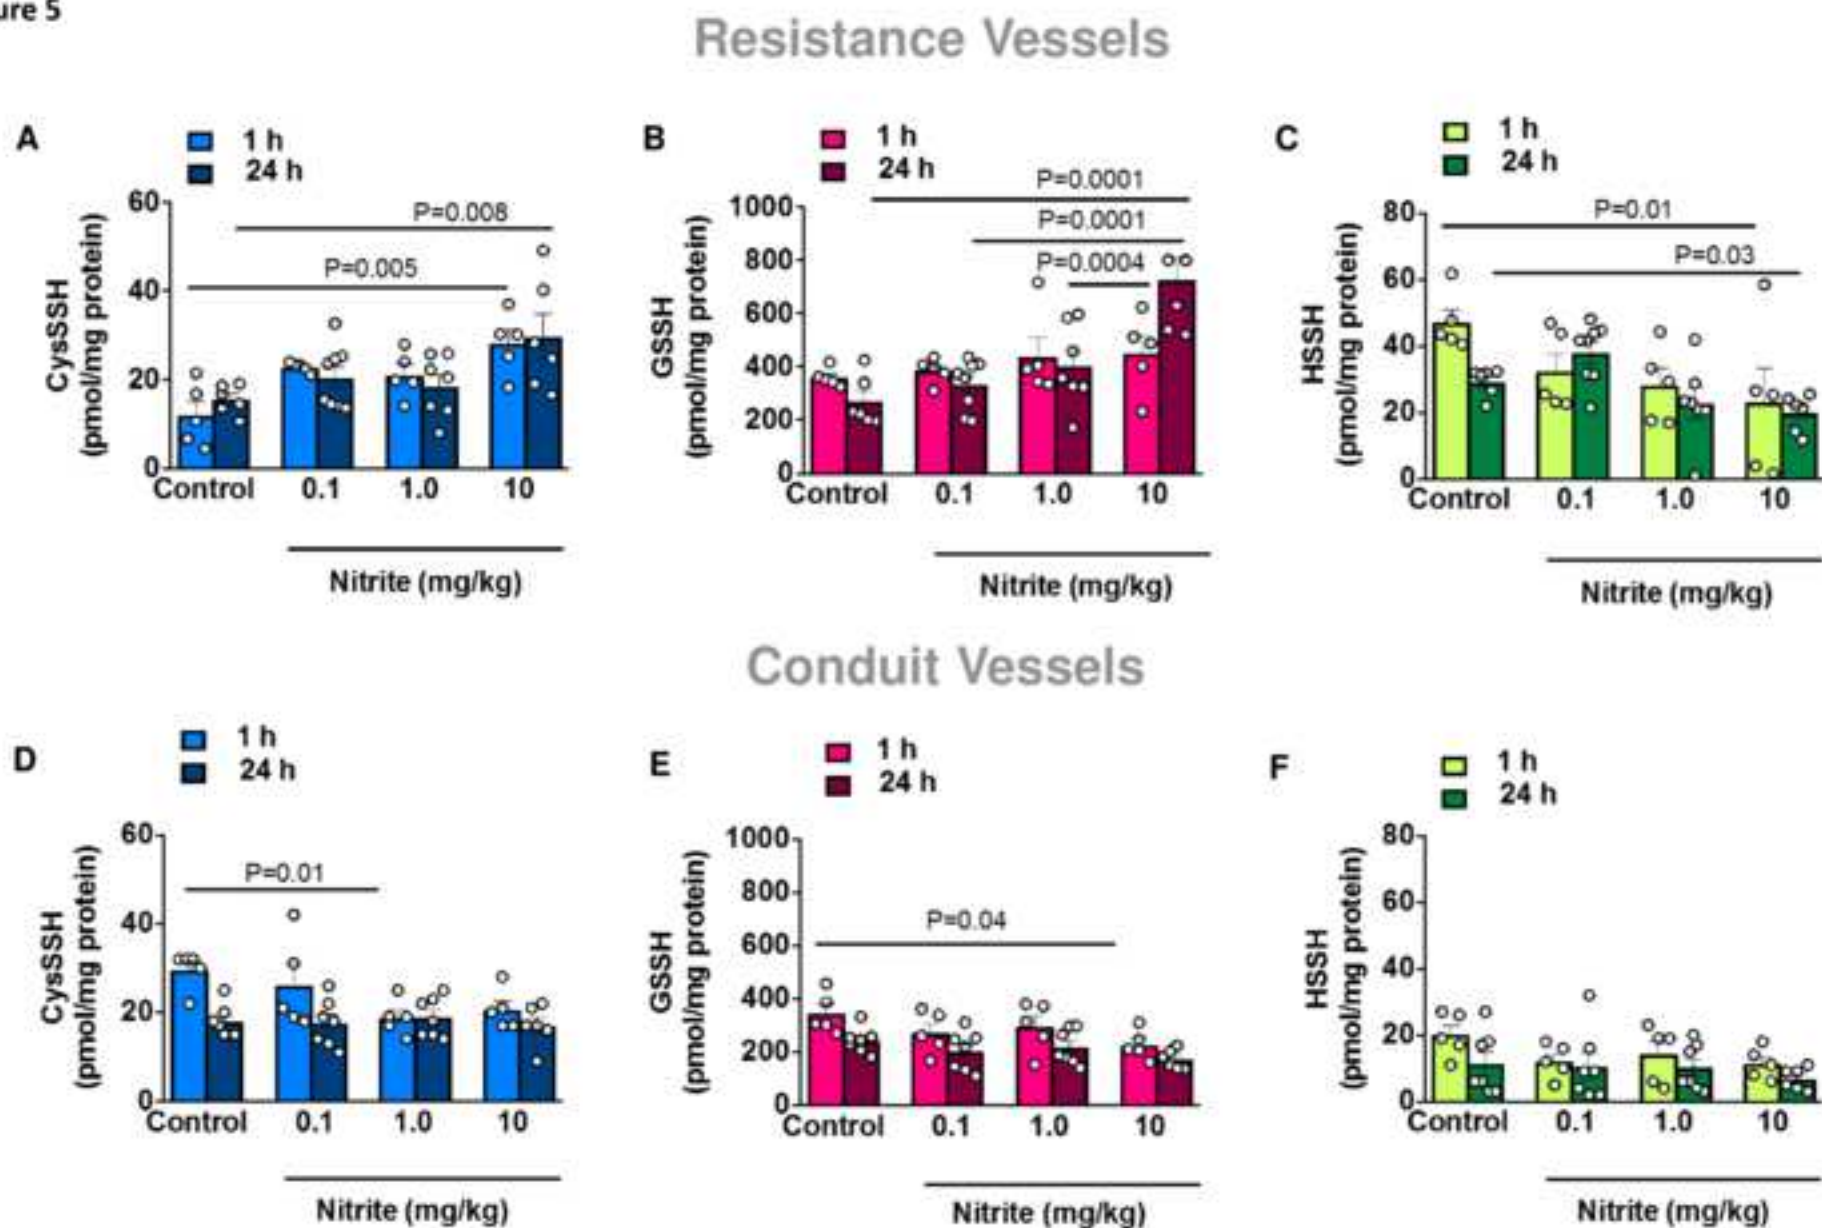 ure 5
Resistance Vessels
A
1 h
24 h
CysSSH
(pmol/mg protein)
60
40
20
0
P=0.008
P=0.005
Control 0.1 1.0 10
Nitrite (mg/kg)
B
1 h
24 h
GSSH
(pmol/mg protein)
1000
800
600
400
200
0
P=0.0001
P=0.0001
P=0.0004
Control 0.1 1.0 10
Nitrite (mg/kg)
C
1 h
24 h
HSSH
(pmol/mg protein)
80
60
40
20
0
P=0.01
P=0.03
Control 0.1 1.0 10
Nitrite (mg/kg)
Conduit Vessels
D
1 h
24 h
CysSSH
(pmol/mg protein)
60
40
20
0
P=0.01
Control 0.1 1.0 10
Nitrite (mg/kg)
E
1 h
24 h
GSSH
(pmol/mg protein)
1000
800
600
400
200
0
P=0.04
Control 0.1 1.0 10
Nitrite (mg/kg)
F
1 h
24 h
HSSH
(pmol/mg protein)
80
60
40
20
0
Control 0.1 1.0 10
Nitrite (mg/kg)